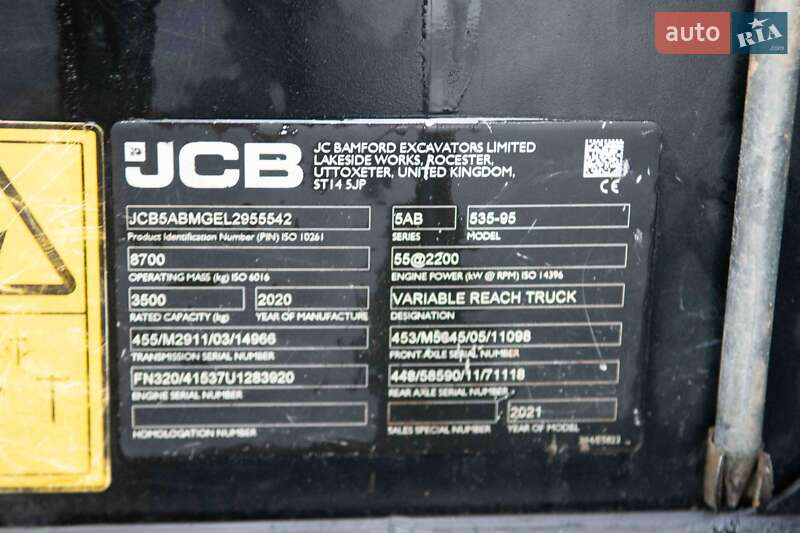 auto RIA
.com
JCB
JC BAMFORD EXCAVATORS LIMITED
LAKESIDE WORKS, ROCESTER,
UTTOXETER, UNITED KINGDOM,
ST14 5JP
CE
JCB5ABMGEL2955542
Product Identification Number (PIN) ISO 10261
5AB
SERIES
535-95
MODEL
8700
OPERATING MASS (kg) ISO 6016
55@2200
ENGINE POWER (kW @ RPM) ISO 14396
3500
RATED CAPACITY (kg)
2020
YEAR OF MANUFACTURE
VARIABLE REACH TRUCK
DESIGNATION
455/M2911/03/14966
TRANSMISSION SERIAL NUMBER
453/M5645/05/11098
FRONT AXLE SERIAL NUMBER
FN320/41537U1283920
ENGINE SERIAL NUMBER
448/58590/11/71118
REAR AXLE SERIAL NUMBER
HOMOLOGATION NUMBER
SALES SPECIAL NUMBER
2021
YEAR OF MODEL